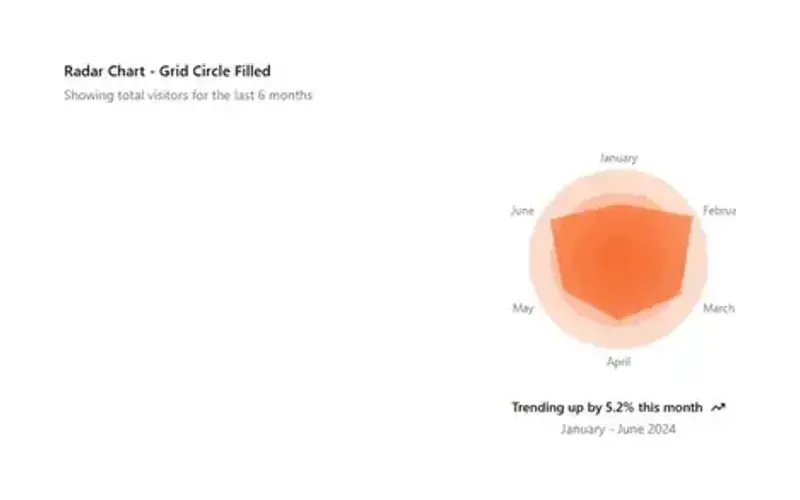 Radar Chart - Grid Circle Filled
Showing total visitors for the last 6 months
January
June
Februa
May
March
April
Trending up by 5.2% this month
January - June 2024